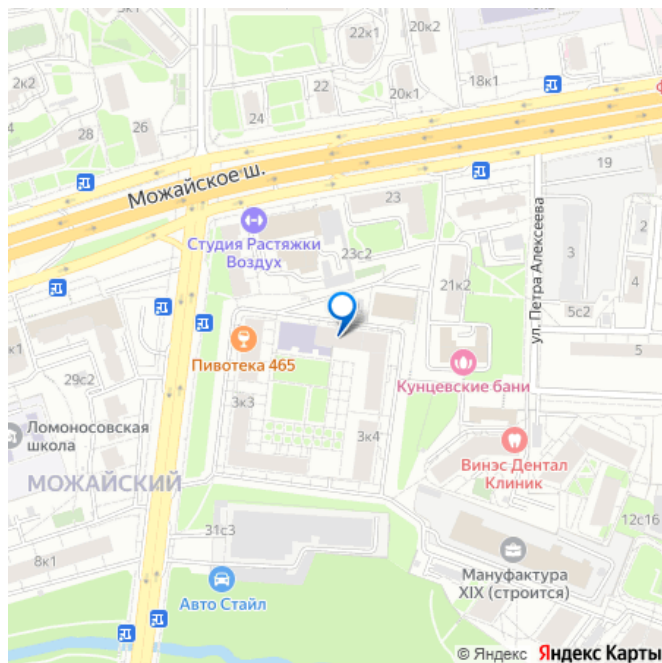 22к1
20к2
2к2
22
18к1
20к1
24
28
26
19
Можайское ш.
23
Студия Растяжки
Воздух
23с2
ул. Петра Алексеева
2
3
4
21к2
5с2
Пивотека 465
к1
5
29с2
Кунцевские бани
3к3
Ломоносовская
школа
3к4
Винэс Дентал
Клиник
МОЖАЙСКИЙ
12с16
31с3
8к1
Мануфактура
XIX (строится)
Авто Стайл
© Яндекс Яндекс Карты